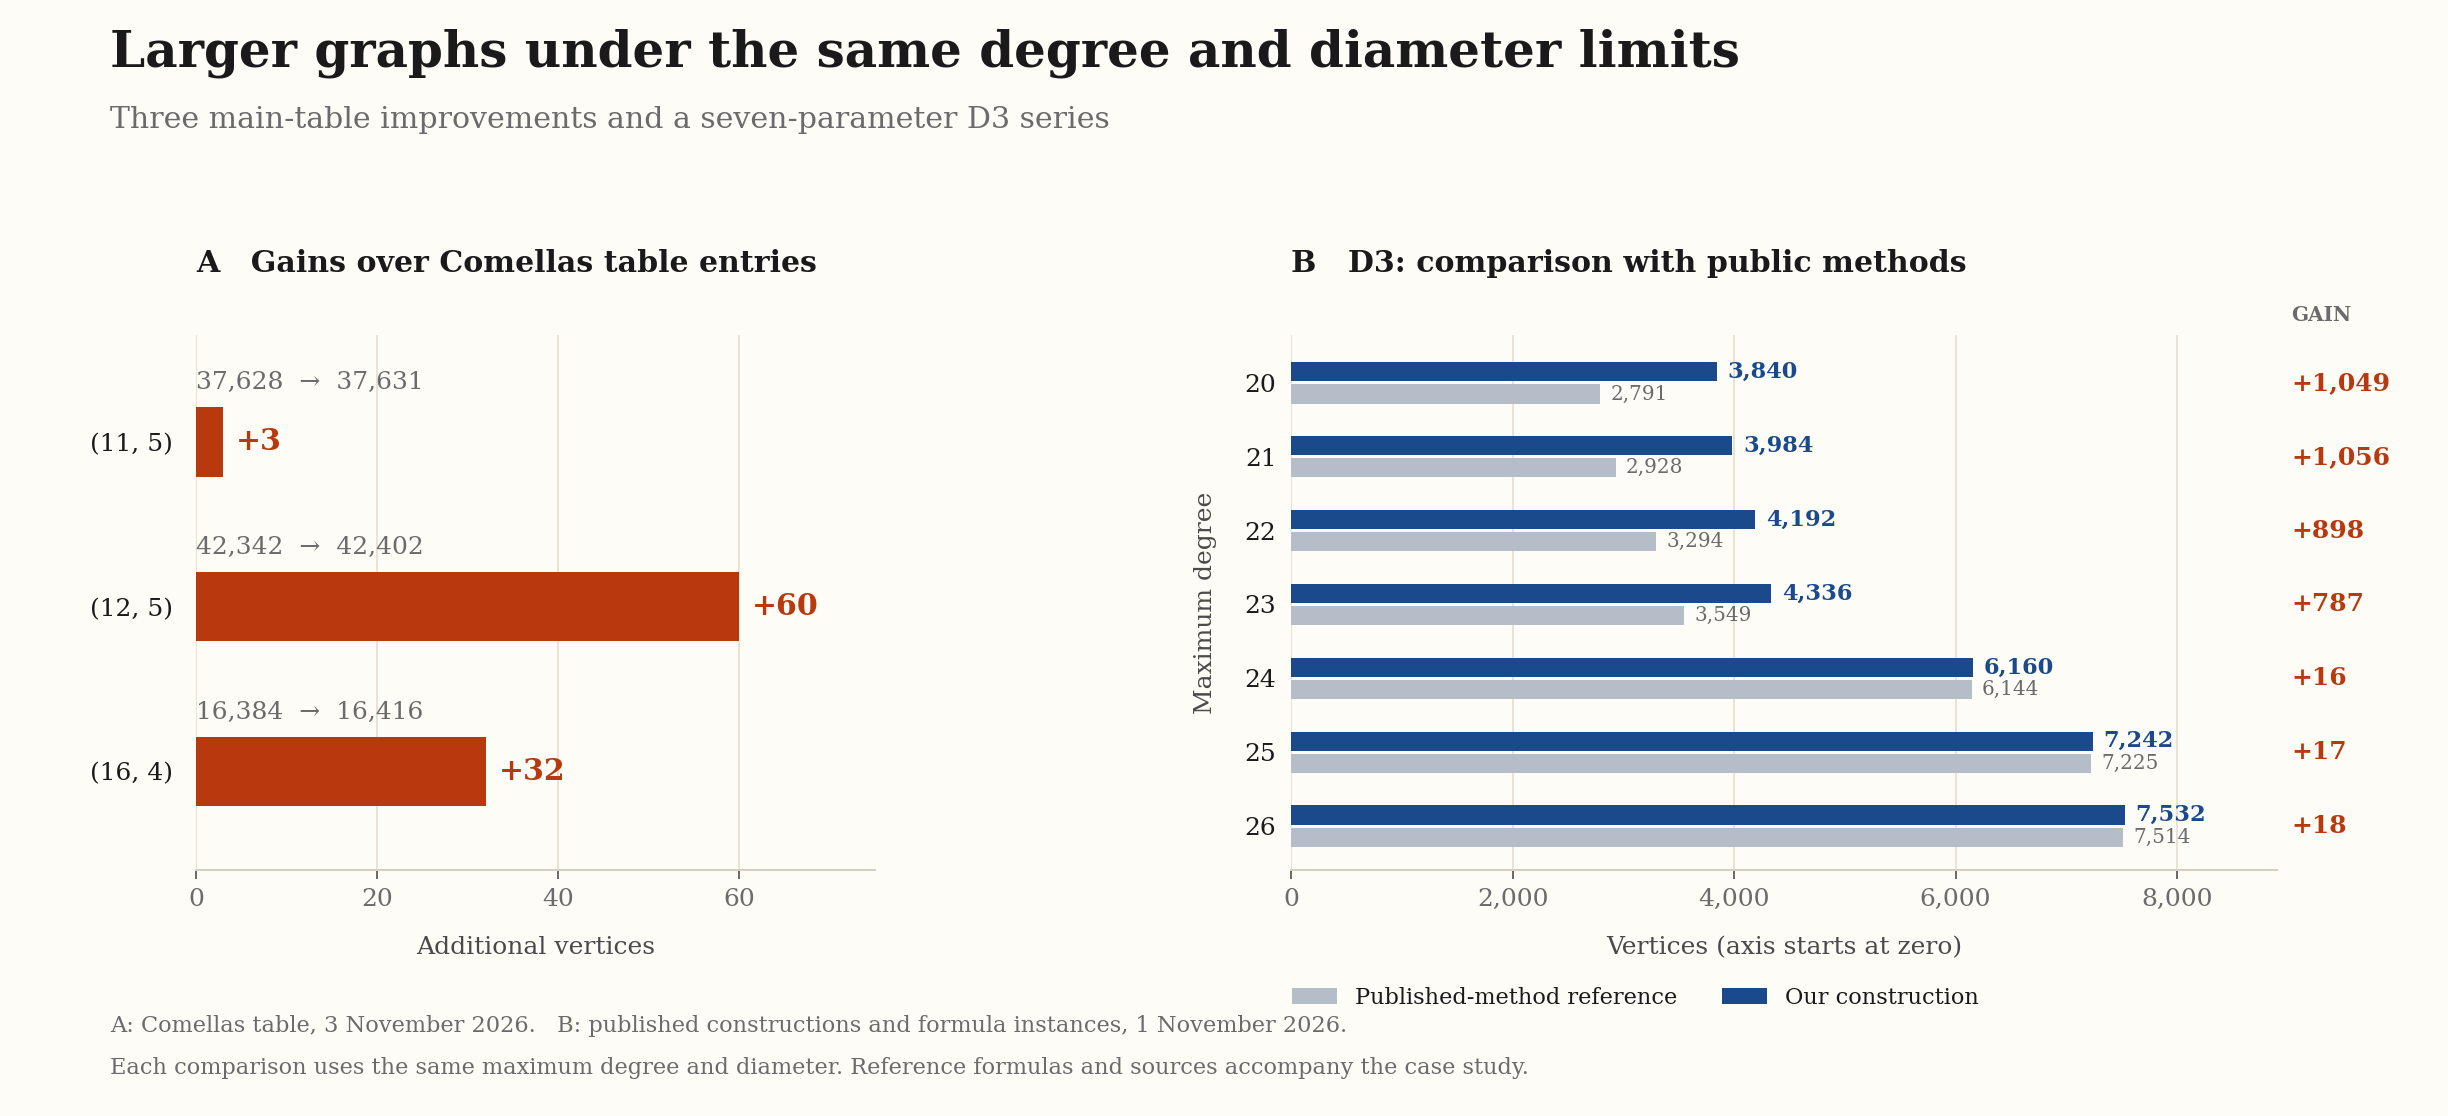 Larger graphs under the same degree and diameter limits
Three main-table improvements and a seven-parameter D3 series
A Gains over Comellas table entries
37,628 → 37,631
(11, 5) +3
42,342 → 42,402
(12, 5) +60
16,384 → 16,416
(16, 4) +32
0 20 40 60
Additional vertices
B D3: comparison with public methods
GAIN
Maximum degree
20 3,840 +1,049
2,791
21 3,984 +1,056
2,928
22 4,192 +898
3,294
23 4,336 +787
3,549
24 6,160 +16
6,144
25 7,242 +17
7,225
26 7,532 +18
7,514
0 2,000 4,000 6,000 8,000
Vertices (axis starts at zero)
Published-method reference Our construction
A: Comellas table, 3 November 2026. B: published constructions and formula instances, 1 November 2026.
Each comparison uses the same maximum degree and diameter. Reference formulas and sources accompany the case study.